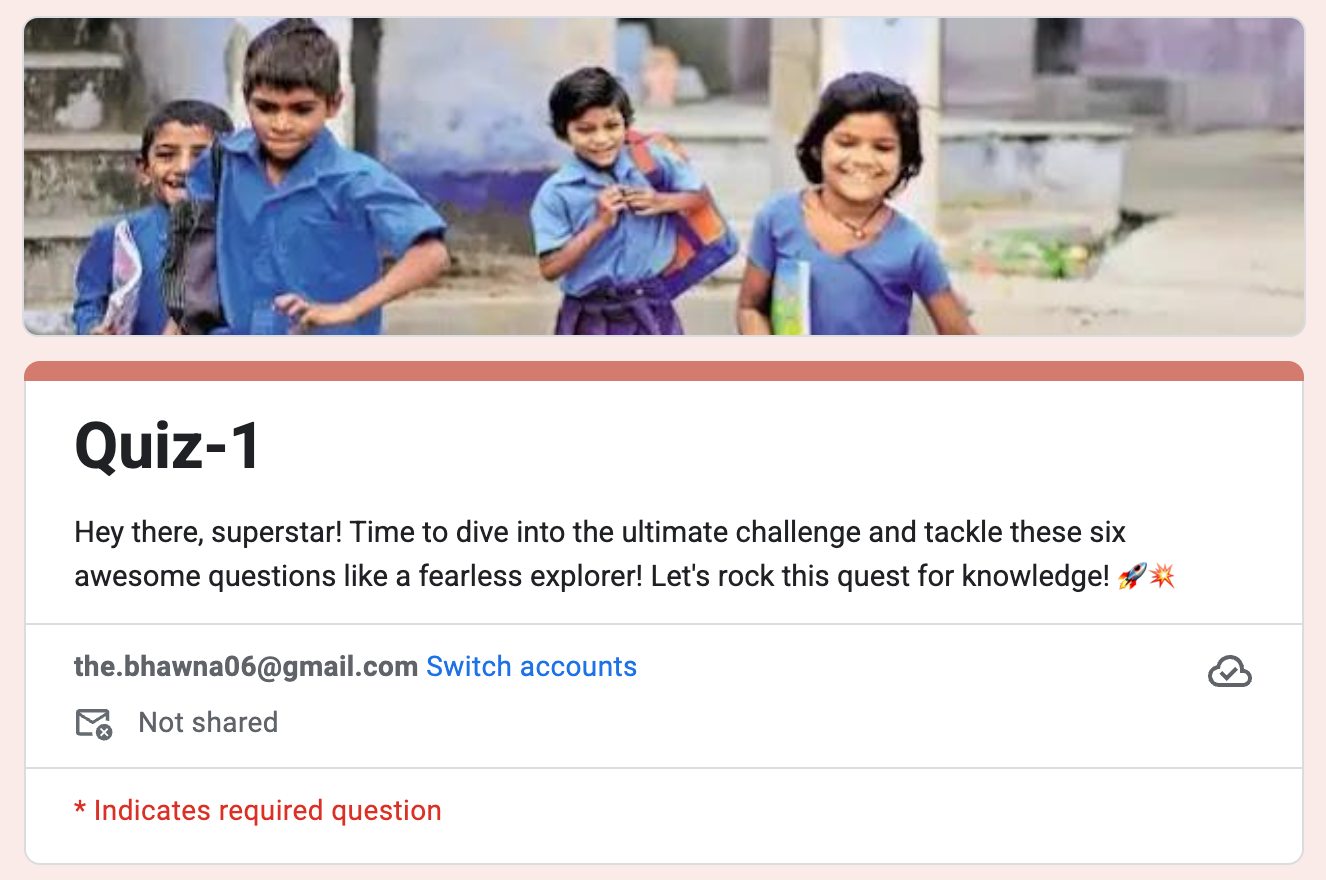 Quiz-1
Hey there, superstar! Time to dive into the ultimate challenge and tackle these six
awesome questions like a fearless explorer! Let's rock this quest for knowledge! 🚀💥
the.bhawna06@gmail.com Switch accounts
Not shared
* Indicates required question